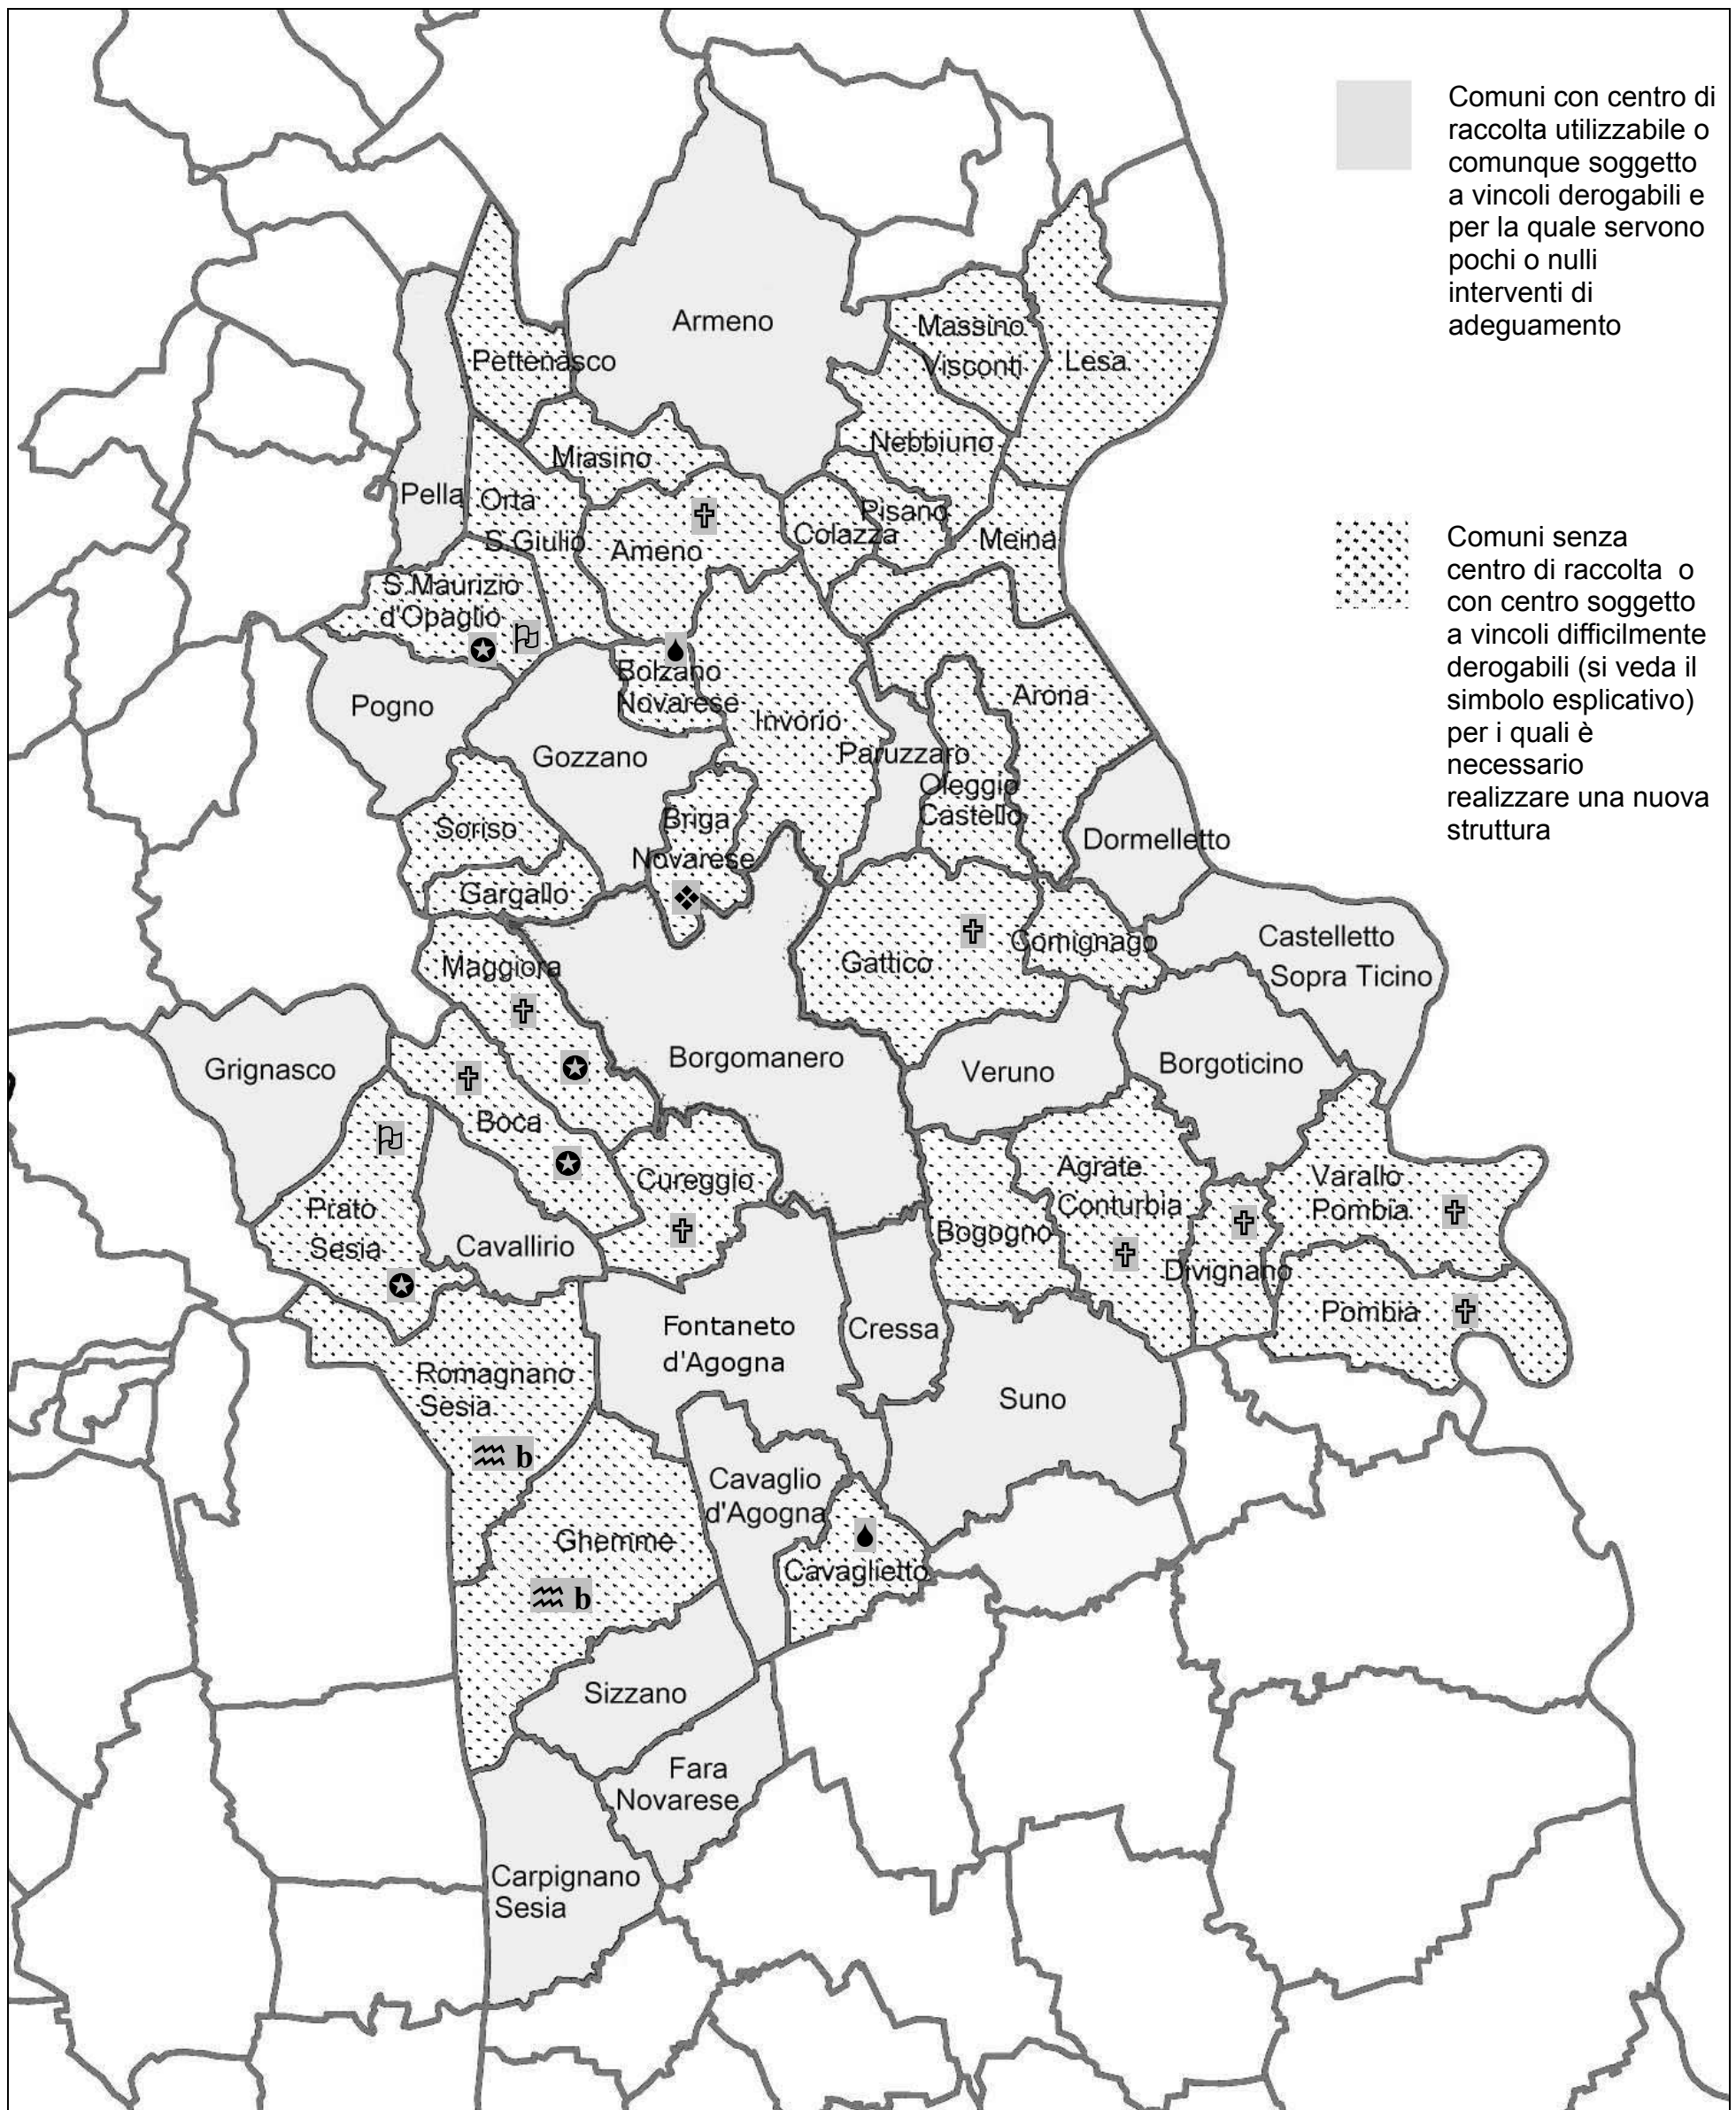 Comuni con centro di
raccolta utilizzabile o
comunque soggetto
a vincoli derogabili e
per la quale servono
pochi o nulli
interventi di
adeguamento
Comuni senza
centro di raccolta o
con centro soggetto
a vincoli difficilmente
derogabili (si veda il
simbolo esplicativo)
per i quali è
necessario
realizzare una nuova
struttura
Armeno
Massino
Visconti
Lesa
Pettenasco
Nebbiuno
Miasino
Pella
Orta
S.Giulio
Pisano
Colazza
Meina
Ameno
S.Maurizio
d'Opaglio
Bolzano
Novarese
Arona
Pogno
Invorio
Gozzano
Paruzzaro
Oleggio
Castello
Briga
Novarese
Soriso
Dormelletto
Gargallo
Castelletto
Sopra Ticino
Comignago
Gattico
Maggiora
Borgomanero
Grignasco
Veruno
Borgoticino
Boca
Cureggio
Agrate
Conturbia
Varallo
Pombia
Prato
Sesia
Cavallirio
Bogogno
Divignano
Pombia
Fontaneto
d'Agogna
Cressa
Romagnano
Sesia
b
Suno
Cavaglio
d'Agogna
Ghemme
b
Cavaglietto
Sizzano
Fara
Novarese
Carpignano
Sesia